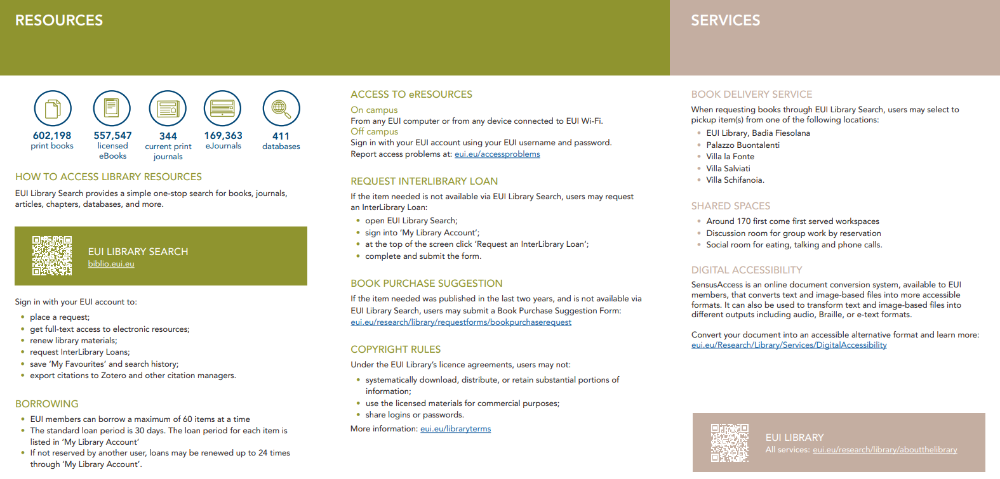 RESOURCES
602,198
print books
557,547
licensed
eBooks
344
current print
journals
169,363
eJournals
411
databases
HOW TO ACCESS LIBRARY RESOURCES
EUI Library Search provides a simple one-stop search for books, journals,
articles, chapters, databases, and more.
EUI LIBRARY SEARCH
biblio.eui.eu
Sign in with your EUI account to:
• place a request;
• get full-text access to electronic resources;
• renew library materials;
• request InterLibrary Loans;
• save ‘My Favourites’ and search history;
• export citations to Zotero and other citation managers.
BORROWING
• EUI members can borrow a maximum of 60 items at a time
• The standard loan period is 30 days. The loan period for each item is
listed in ‘My Library Account’
• If not reserved by another user, loans may be renewed up to 24 times
through ‘My Library Account’.
ACCESS TO eRESOURCES
On campus
From any EUI computer or from any device connected to EUI Wi-Fi.
Off campus
Sign in with your EUI account using your EUI username and password.
Report access problems at: eui.eu/accessproblems
REQUEST INTERLIBRARY LOAN
If the item needed is not available via EUI Library Search, users may request
an InterLibrary Loan:
• open EUI Library Search;
• sign into ‘My Library Account’;
• at the top of the screen click ‘Request an InterLibrary Loan’;
• complete and submit the form.
BOOK PURCHASE SUGGESTION
If the item needed was published in the last two years, and is not available via
EUI Library Search, users may submit a Book Purchase Suggestion Form:
eui.eu/research/library/requestforms/bookpurchaserequest
COPYRIGHT RULES
Under the EUI Library’s licence agreements, users may not:
• systematically download, distribute, or retain substantial portions of
information;
• use the licensed materials for commercial purposes;
• share logins or passwords.
More information: eui.eu/libraryterms
SERVICES
BOOK DELIVERY SERVICE
When requesting books through EUI Library Search, users may select to
pickup item(s) from one of the following locations:
• EUI Library, Badia Fiesolana
• Palazzo Buontalenti
• Villa la Fonte
• Villa Salviati
• Villa Schifanoia.
SHARED SPACES
• Around 170 first come first served workspaces
• Discussion room for group work by reservation
• Social room for eating, talking and phone calls.
DIGITAL ACCESSIBILITY
SensusAccess is an online document conversion system, available to EUI
members, that converts text and image-based files into more accessible
formats. It can also be used to transform text and image-based files into
different outputs including audio, Braille, or e-text formats.
Convert your document into an accessible alternative format and learn more:
eui.eu/Research/Library/Services/DigitalAccessibility
EUI LIBRARY
All services: eui.eu/research/library/aboutthelibrary